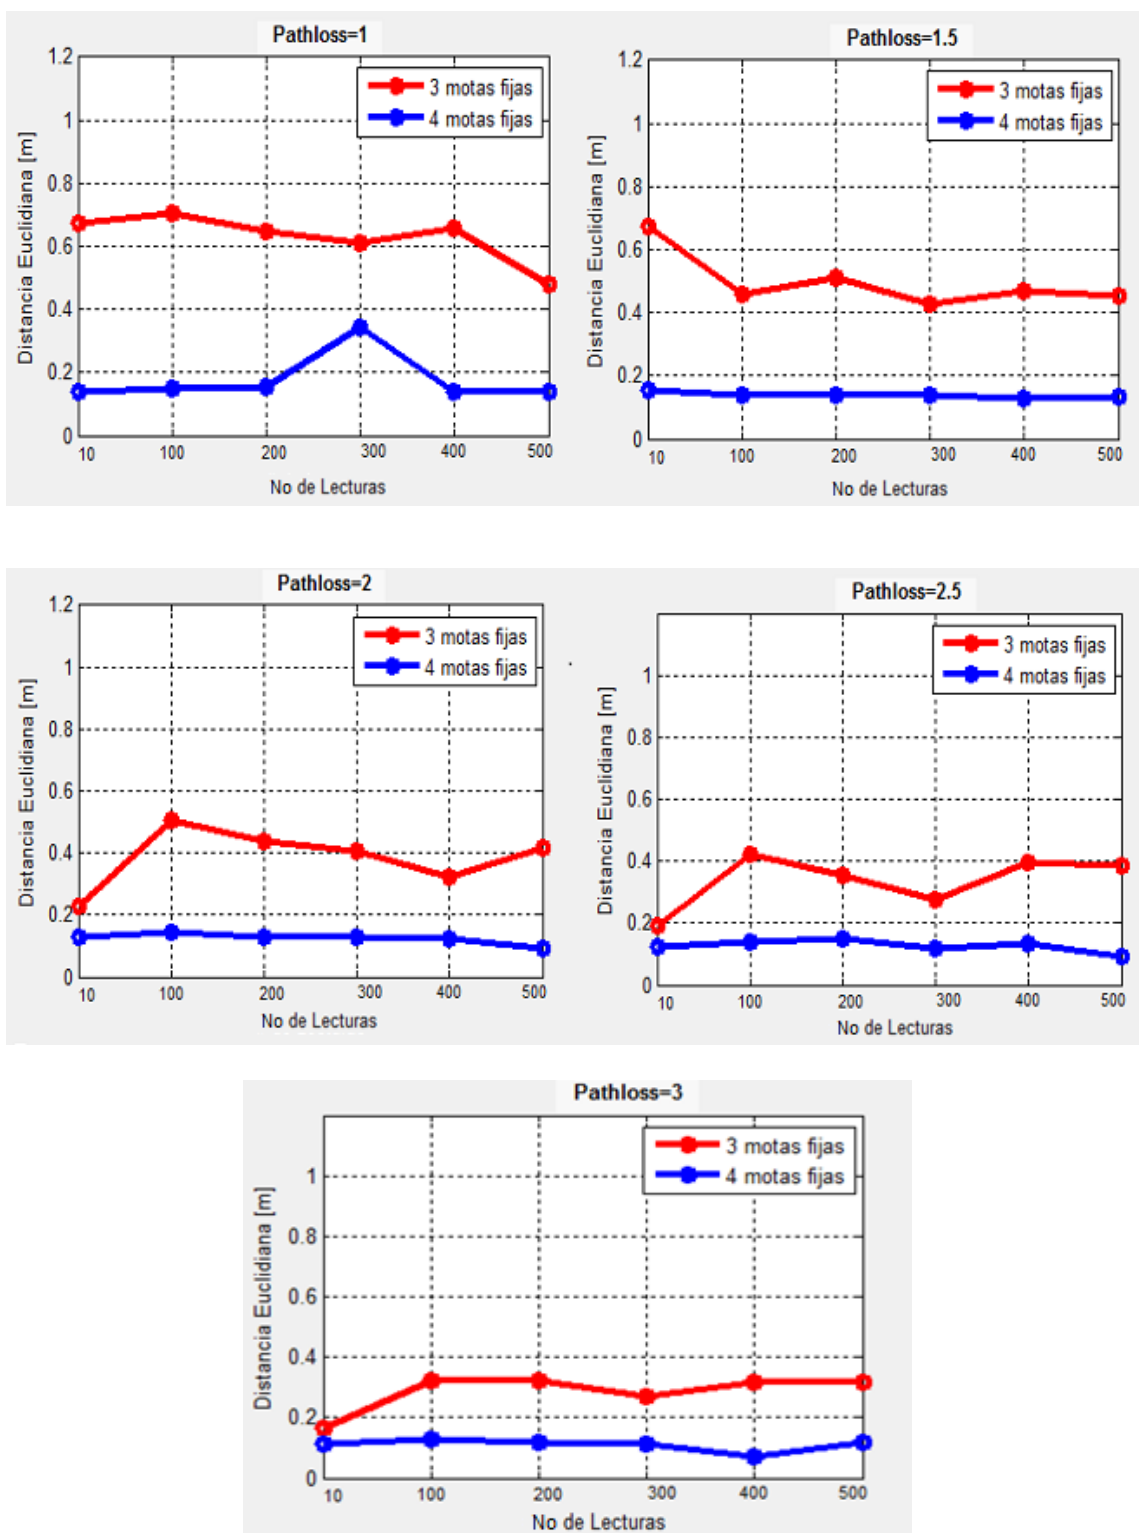 Pathloss=1
1.2
1
0.8
0.6
0.4
0.2
0
Distancia Euclidiana [m]
3 motas fijas
4 motas fijas
10 100 200 300 400 500
No de Lecturas
Pathloss=1.5
1.2
1
0.8
0.6
0.4
0.2
0
Distancia Euclidiana [m]
3 motas fijas
4 motas fijas
10 100 200 300 400 500
No de Lecturas
Pathloss=2
1.2
1
0.8
0.6
0.4
0.2
0
Distancia Euclidiana [m]
3 motas fijas
4 motas fijas
10 100 200 300 400 500
No de Lecturas
Pathloss=2.5
1
0.8
0.6
0.4
0.2
0
Distancia Euclidiana [m]
3 motas fijas
4 motas fijas
10 100 200 300 400 500
No de Lecturas
Pathloss=3
1
0.8
0.6
0.4
0.2
0
Distancia Euclidiana [m]
3 motas fijas
4 motas fijas
10 100 200 300 400 500
No de Lecturas